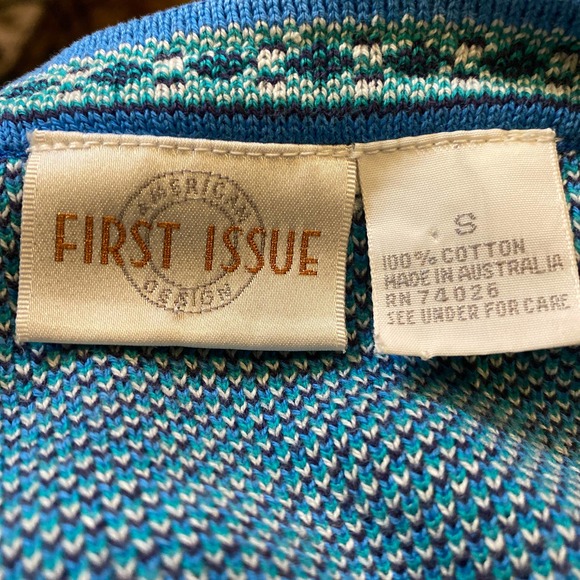 AMERICAN
FIRST ISSUE
DESIGN
S
100% COTTON
MADE IN AUSTRALIA
RN 74026
SEE UNDER FOR CARE